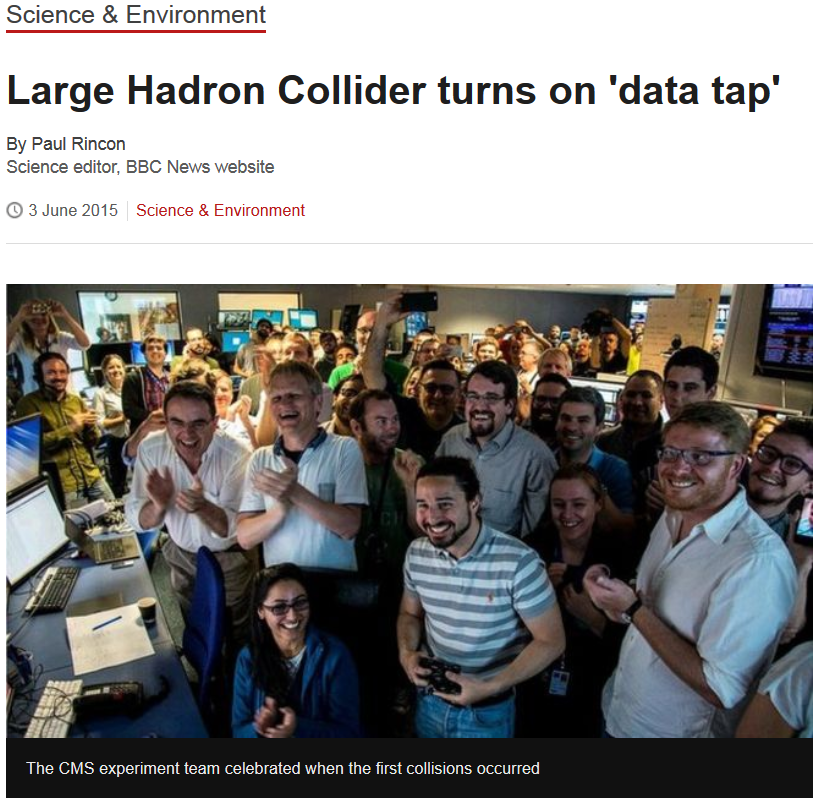 Science & Environment
Large Hadron Collider turns on 'data tap'
By Paul Rincon
Science editor, BBC News website
3 June 2015
Science & Environment
The CMS experiment team celebrated when the first collisions occurred